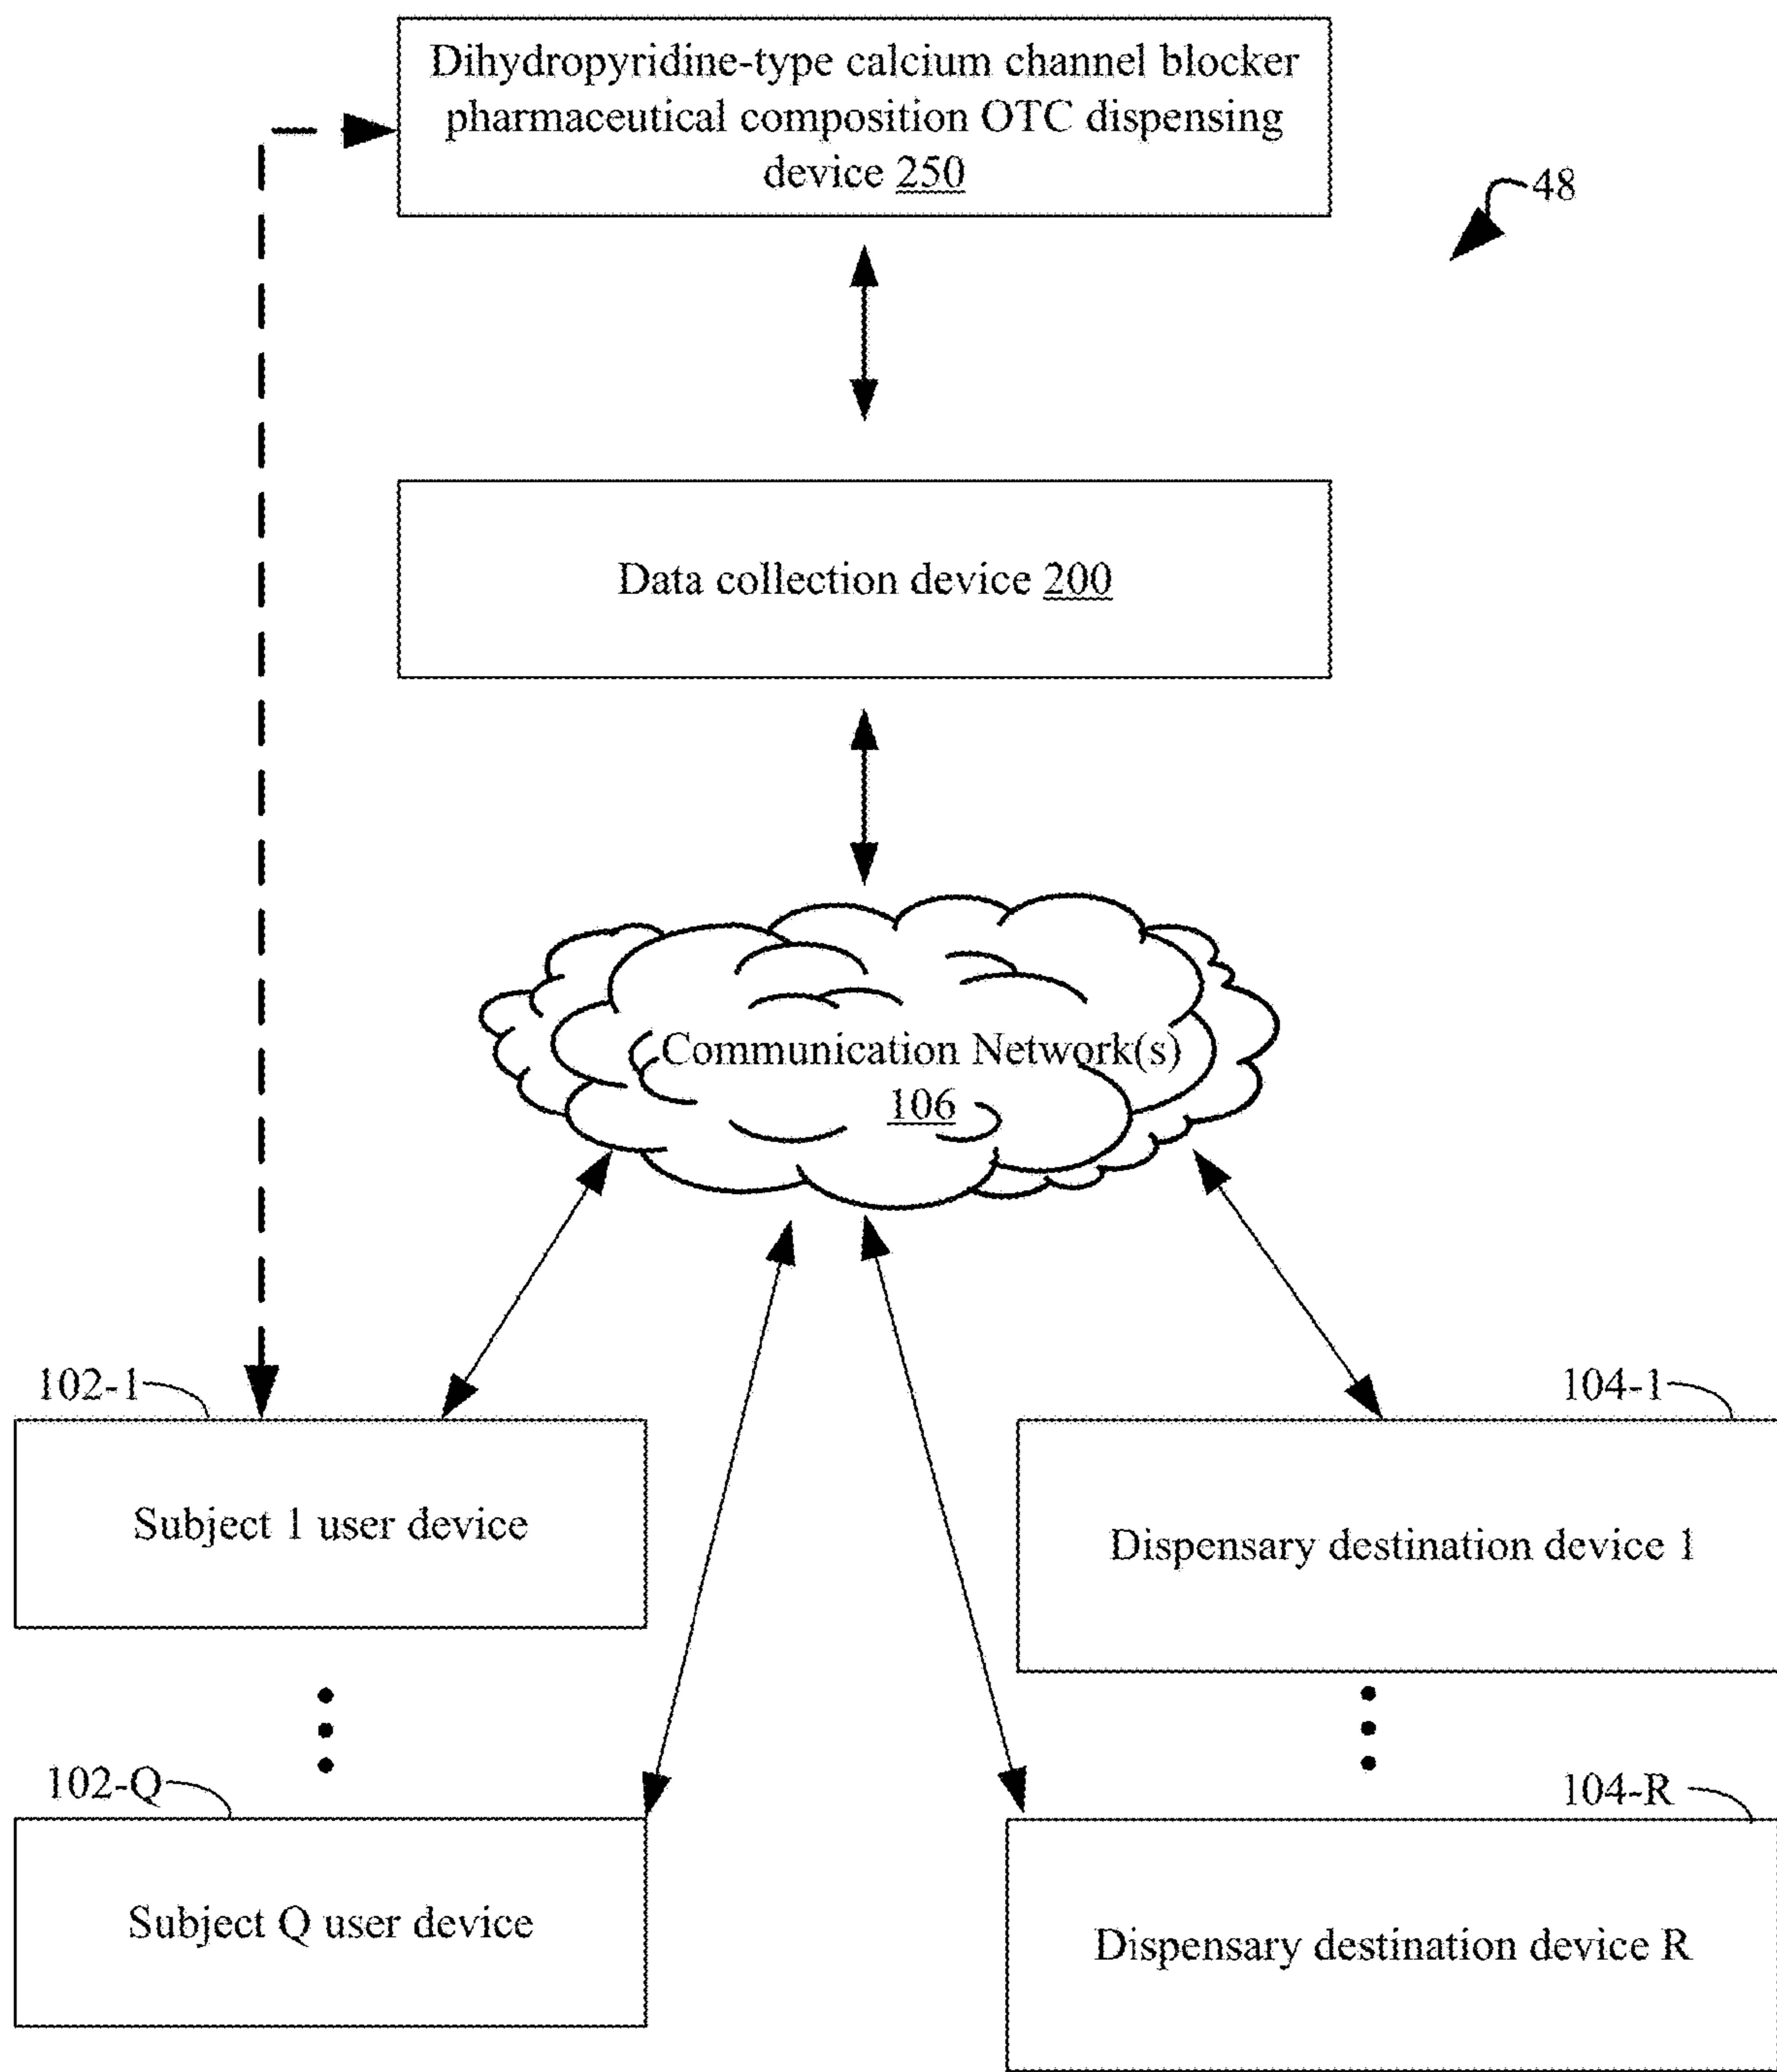 Dihydropyridine-type calcium channel blocker
pharmaceutical composition OTC dispensing
device 250
48
Data collection device 200
Communication Network(s)
106
102-1
104-1
Subject 1 user device
Dispensary destination device 1
102-Q
104-R
Subject Q user device
Dispensary destination device R